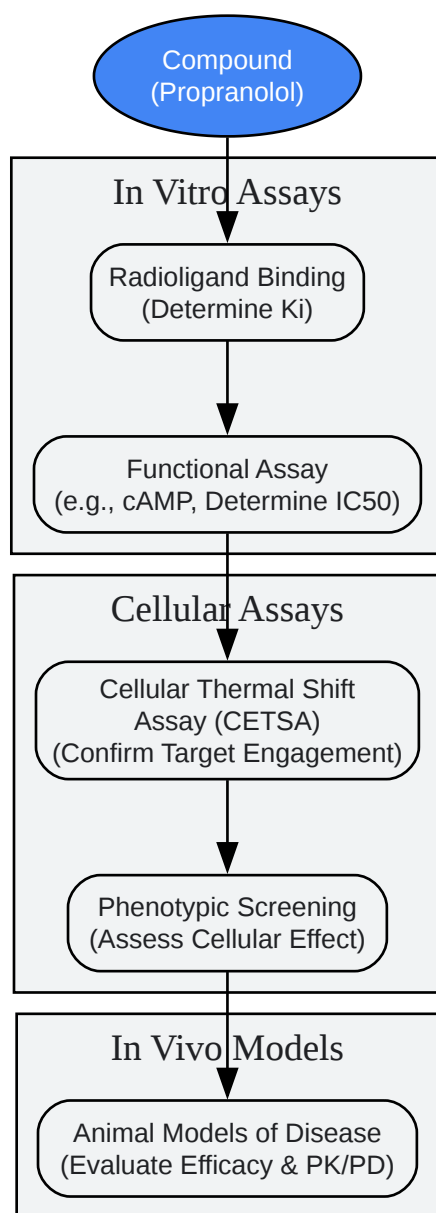 Compound
(Propranolol)
In Vitro Assays
Radioligand Binding
(Determine Ki)
Functional Assay
(e.g., cAMP, Determine IC50)
Cellular Assays
Cellular Thermal Shift
Assay (CETSA)
(Confirm Target Engagement)
Phenotypic Screening
(Assess Cellular Effect)
In Vivo Models
Animal Models of Disease
(Evaluate Efficacy & PK/PD)